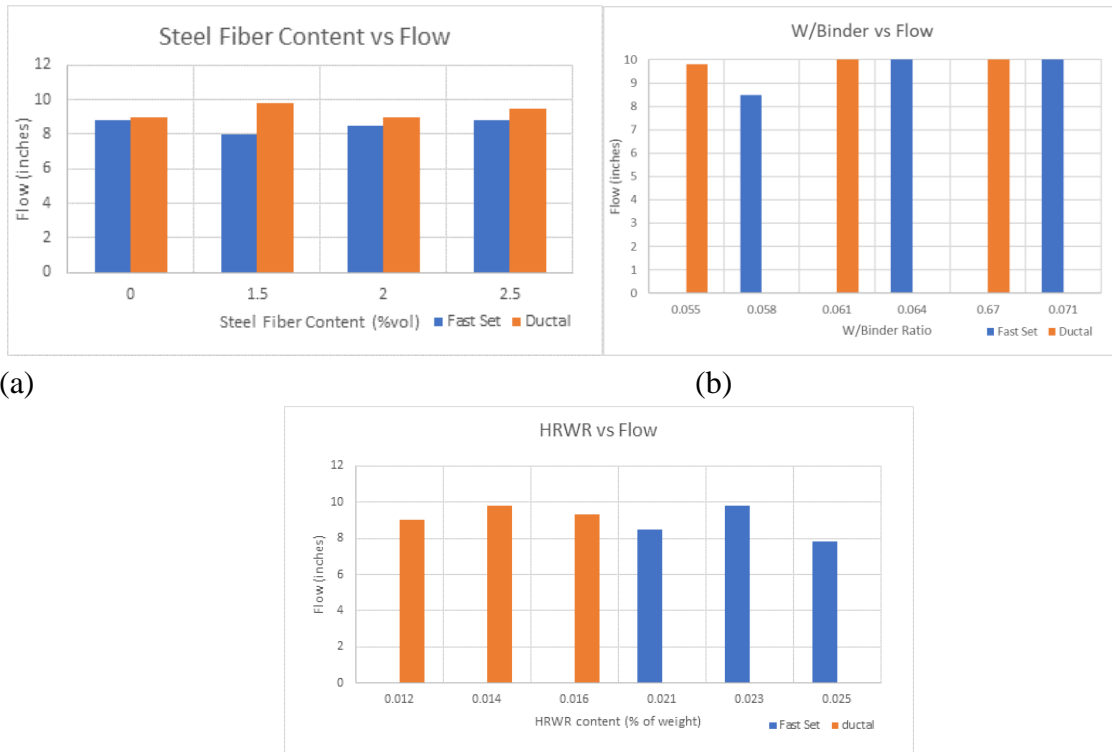 Steel Fiber Content vs Flow
12
10
8
6
4
2
0
Flow (inches)
0 1.5 2 2.5
Steel Fiber Content (%vol) Fast Set Ductal
W/Binder vs Flow
10
9
8
7
6
5
4
3
2
1
0
Flow (inches)
0.055 0.058 0.061 0.064 0.67 0.071
W/Binder Ratio Fast Set Ductal
(a) (b)
HRWR vs Flow
12
10
8
6
4
2
0
Flow (inches)
0.012 0.014 0.016 0.021 0.023 0.025
HRWR content (% of weight) Fast Set ductal